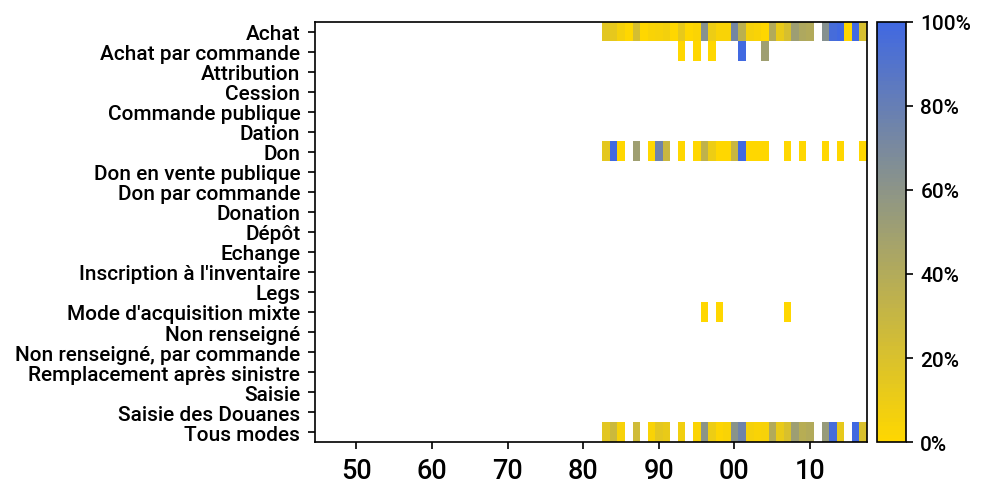 Achat
Achat par commande
Attribution
Cession
Commande publique
Dation
Don
Don en vente publique
Don par commande
Donation
Dépôt
Echange
Inscription à l'inventaire
Legs
Mode d'acquisition mixte
Non renseigné
Non renseigné, par commande
Remplacement après sinistre
Saisie
Saisie des Douanes
Tous modes
50 60 70 80 90 00 10
100%
80%
60%
40%
20%
0%